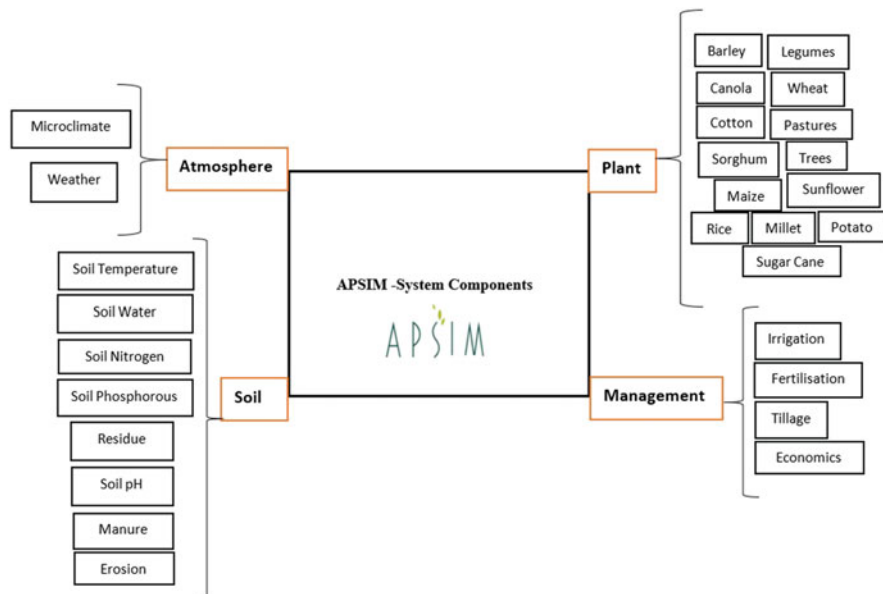 Microclimate
Weather
Atmosphere
Soil Temperature
Soil Water
Soil Nitrogen
Soil Phosphorous
Residue
Soil pH
Manure
Erosion
Soil
APSIM -System Components
APSIM
Plant
Barley
Legumes
Canola
Wheat
Cotton
Pastures
Sorghum
Trees
Maize
Sunflower
Rice
Millet
Potato
Sugar Cane
Management
Irrigation
Fertilisation
Tillage
Economics